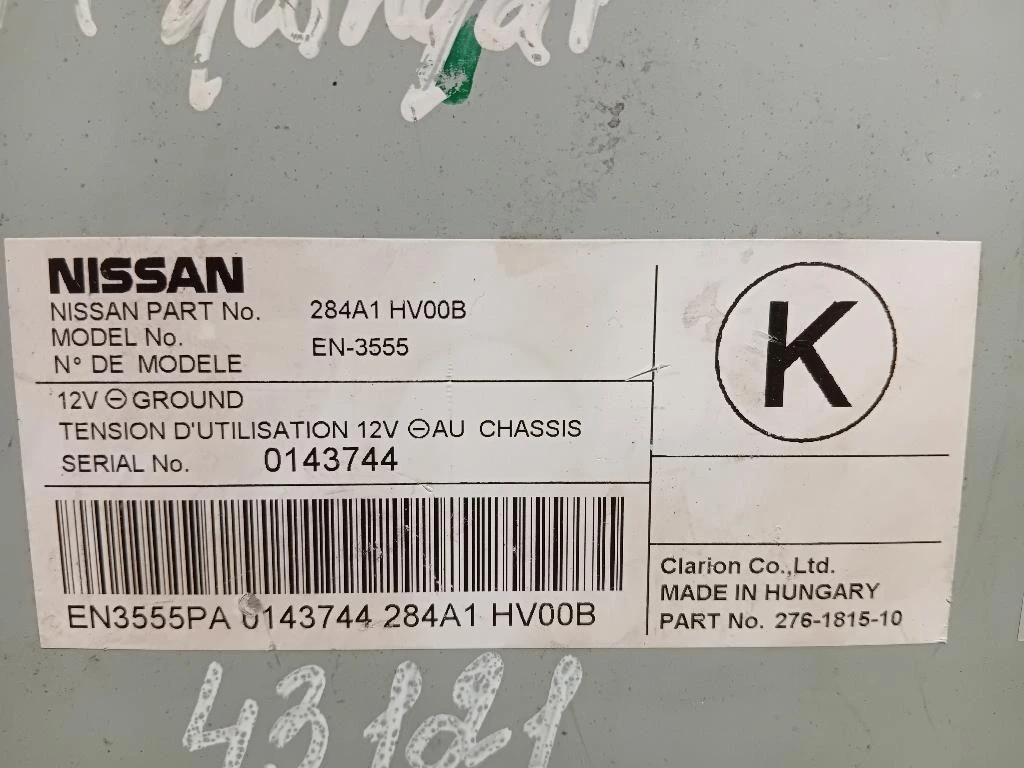 qashqai
NISSAN
NISSAN PART No. 284A1 HV00B
MODEL No.
N° DE MODELE EN-3555
12V ⊖ GROUND
TENSION D'UTILISATION 12V ⊖ AU CHASSIS
SERIAL No. 0143744
EN3555PA 0143744 284A1 HV00B
K
Clarion Co.,Ltd.
MADE IN HUNGARY
PART No. 276-1815-10
43121